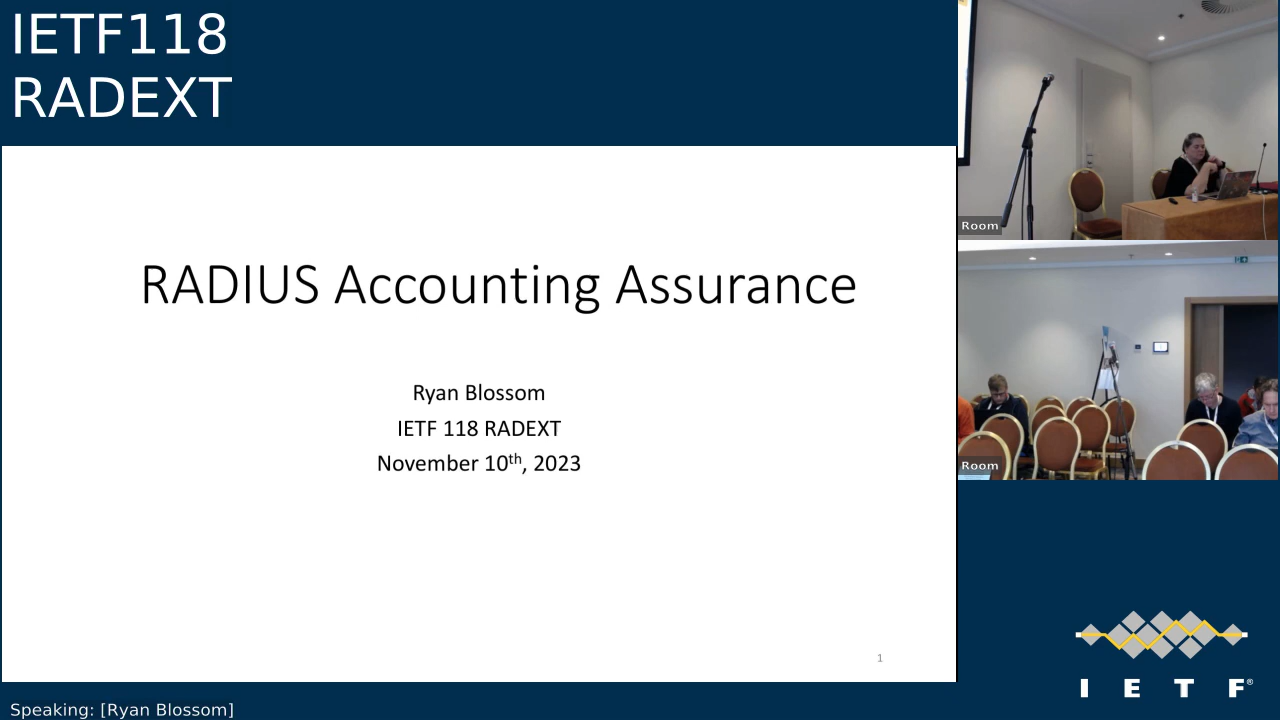 IETF118
RADEXT
RADIUS Accounting Assurance
Ryan Blossom
IETF 118 RADEXT
November 10th, 2023
1
Room
Room
I E T F®
Speaking: [Ryan Blossom]